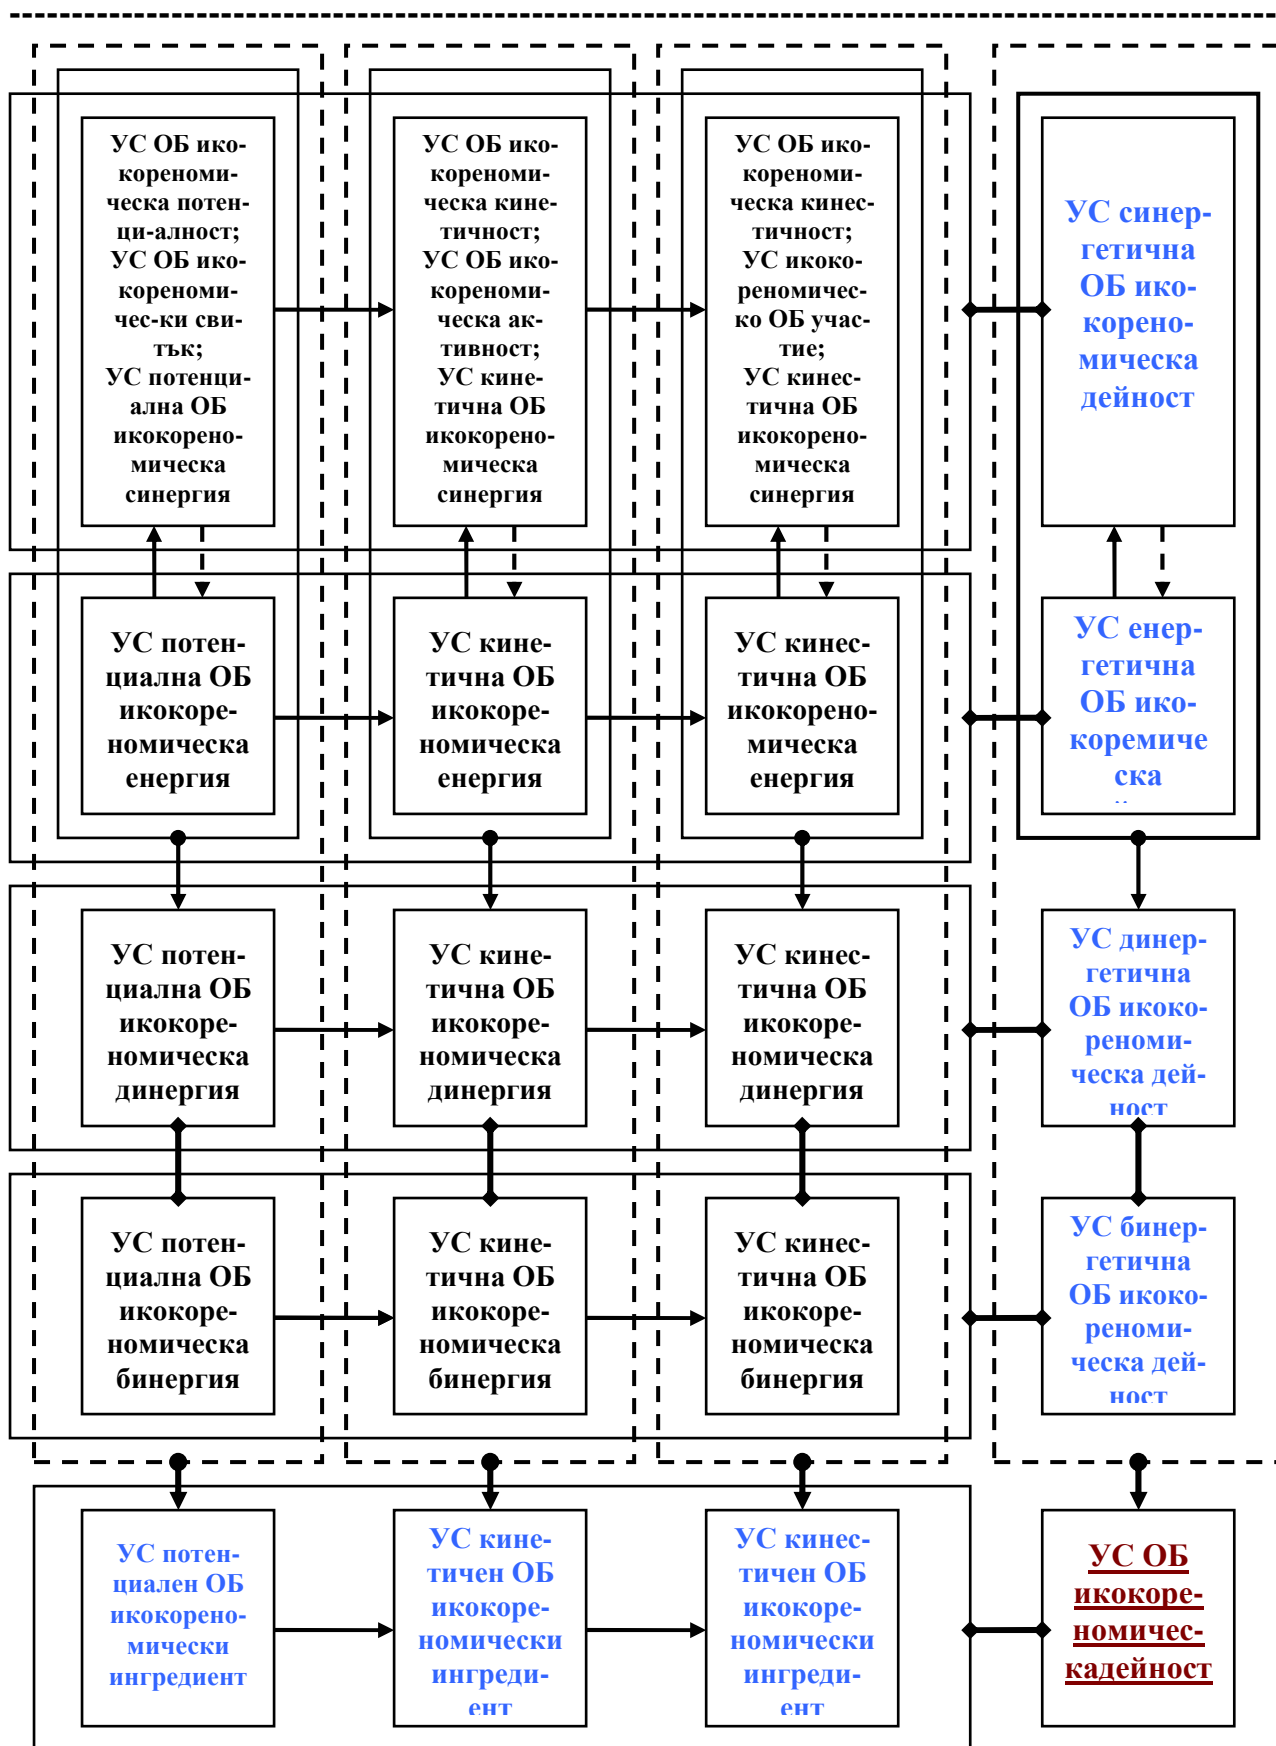 УС ОБ ико-
кореноми-
ческа потен-
ци-алност;
УС ОБ ико-
кореноми-
чес-ки сви-
тък;
УС потенци-
ална ОБ
икокорено-
мическа
синергия
УС ОБ ико-
кореноми-
ческа кине-
тичност;
УС ОБ ико-
кореноми-
ческа ак-
тивност;
УС кине-
тична ОБ
икокорено-
мическа
синергия
УС ОБ ико-
кореноми-
ческа кинес-
тичност;
УС икоко-
реномичес-
ко ОБ учас-
тие;
УС кинес-
тична ОБ
икокорено-
мическа
синергия
УС синер-
гетична
ОБ ико-
корено-
мическа
дейност
УС потен-
циална ОБ
икокоре-
номическа
енергия
УС кине-
тична ОБ
икокоре-
номическа
енергия
УС кинес-
тична ОБ
икокорено-
мическа
енергия
УС енер-
гетична
ОБ ико-
коремиче
ска
УС потен-
циална ОБ
икокоре-
номическа
динергия
УС кине-
тична ОБ
икокоре-
номическа
динергия
УС кинес-
тична ОБ
икокоре-
номическа
динергия
УС динер-
гетична
ОБ икоко-
реноми-
ческа дей-
ност
УС потен-
циална ОБ
икокоре-
номическа
бинергия
УС кине-
тична ОБ
икокоре-
номическа
бинергия
УС кинес-
тична ОБ
икокоре-
номическа
бинергия
УС бинер-
гетична
ОБ икоко-
реноми-
ческа дей-
ност
УС потен-
циален ОБ
икокорено-
мически
ингредиент
УС кине-
тичен ОБ
икокоре-
номически
ингреди-
ент
УС кинес-
тичен ОБ
икокоре-
номически
ингреди-
ент
УС ОБ
икокоре-
номичес-
кадейност